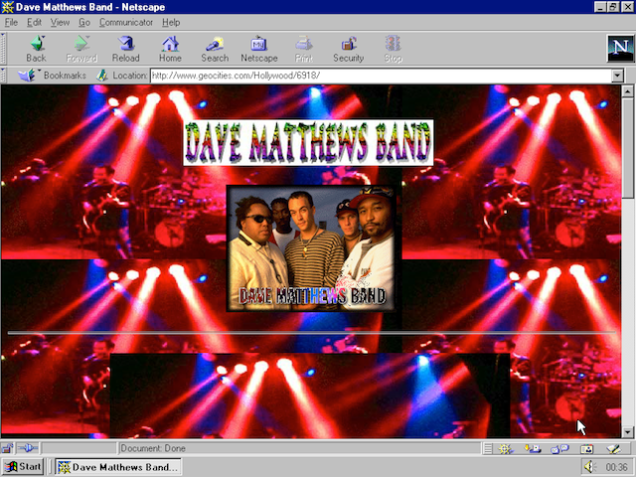 Dave Matthews Band - Netscape
File Edit View Go Communicator Help
Back Forward Reload Home Search Netscape Print Security Stop
N
Bookmarks Location: http://www.geocities.com/Hollywood/6918/
DAVE MATTHEWS BAND
DAVE MATTHEWS BAND
Document: Done
Start Dave Matthews Band... 00:36